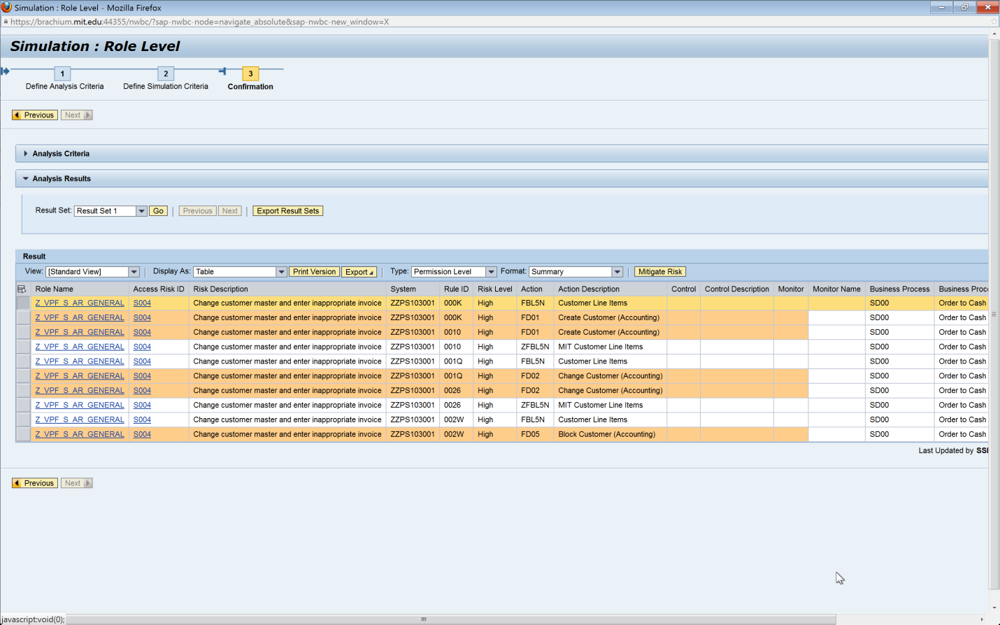 Simulation : Role Level - Mozilla Firefox
https://brachium.mit.edu:44355/nwbc/?sap-nwbc-node=navigate_absolute&sap-nwbc-new_window=X
Simulation : Role Level
1 2 3
Define Analysis Criteria Define Simulation Criteria Confirmation
Previous Next
Analysis Criteria
Analysis Results
Result Set: Result Set 1 Go Previous Next Export Result Sets
Result
View: [Standard View] Display As: Table Print Version Export Type: Permission Level Format: Summary Mitigate Risk
Role Name Access Risk ID Risk Description System Rule ID Risk Level Action Action Description Control Control Description Monitor Monitor Name Business Process Business Proc
Z_VPF_S_AR_GENERAL S004 Change customer master and enter inappropriate invoice ZZPS103001 000K High FBL5N Customer Line Items SD00 Order to Cash
Z_VPF_S_AR_GENERAL S004 Change customer master and enter inappropriate invoice ZZPS103001 000K High FD01 Create Customer (Accounting) SD00 Order to Cash
Z_VPF_S_AR_GENERAL S004 Change customer master and enter inappropriate invoice ZZPS103001 0010 High FD01 Create Customer (Accounting) SD00 Order to Cash
Z_VPF_S_AR_GENERAL S004 Change customer master and enter inappropriate invoice ZZPS103001 0010 High ZFBL5N MIT Customer Line Items SD00 Order to Cash
Z_VPF_S_AR_GENERAL S004 Change customer master and enter inappropriate invoice ZZPS103001 001Q High FBL5N Customer Line Items SD00 Order to Cash
Z_VPF_S_AR_GENERAL S004 Change customer master and enter inappropriate invoice ZZPS103001 001Q High FD02 Change Customer (Accounting) SD00 Order to Cash
Z_VPF_S_AR_GENERAL S004 Change customer master and enter inappropriate invoice ZZPS103001 0026 High FD02 Change Customer (Accounting) SD00 Order to Cash
Z_VPF_S_AR_GENERAL S004 Change customer master and enter inappropriate invoice ZZPS103001 0026 High ZFBL5N MIT Customer Line Items SD00 Order to Cash
Z_VPF_S_AR_GENERAL S004 Change customer master and enter inappropriate invoice ZZPS103001 002W High FBL5N Customer Line Items SD00 Order to Cash
Z_VPF_S_AR_GENERAL S004 Change customer master and enter inappropriate invoice ZZPS103001 002W High FD05 Block Customer (Accounting) SD00 Order to Cash
Last Updated by
Previous Next
javascript:void(0);